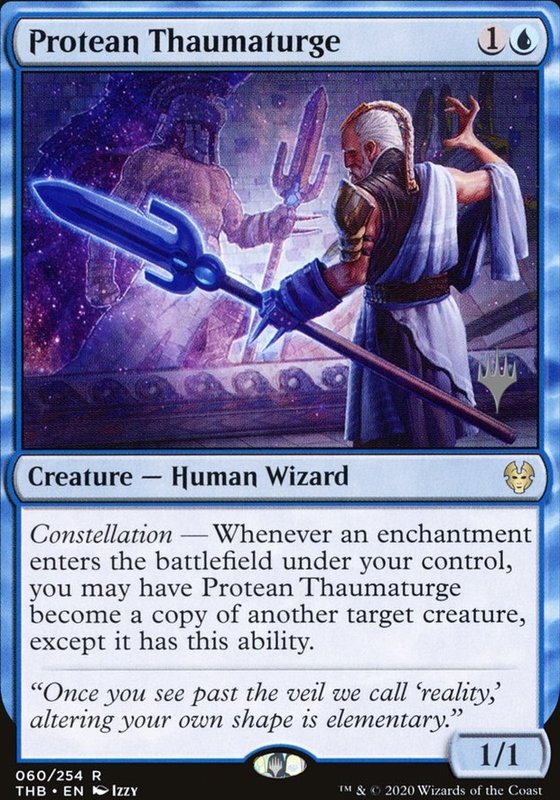 Protean Thaumaturge 1
Creature — Human Wizard
Constellation — Whenever an enchantment
enters the battlefield under your control,
you may have Protean Thaumaturge
become a copy of another target creature,
except it has this ability.
“Once you see past the veil we call ‘reality,’
altering your own shape is elementary.”
1/1
060/254 R
THB • EN Izzy
™ & © 2020 Wizards of the Coast